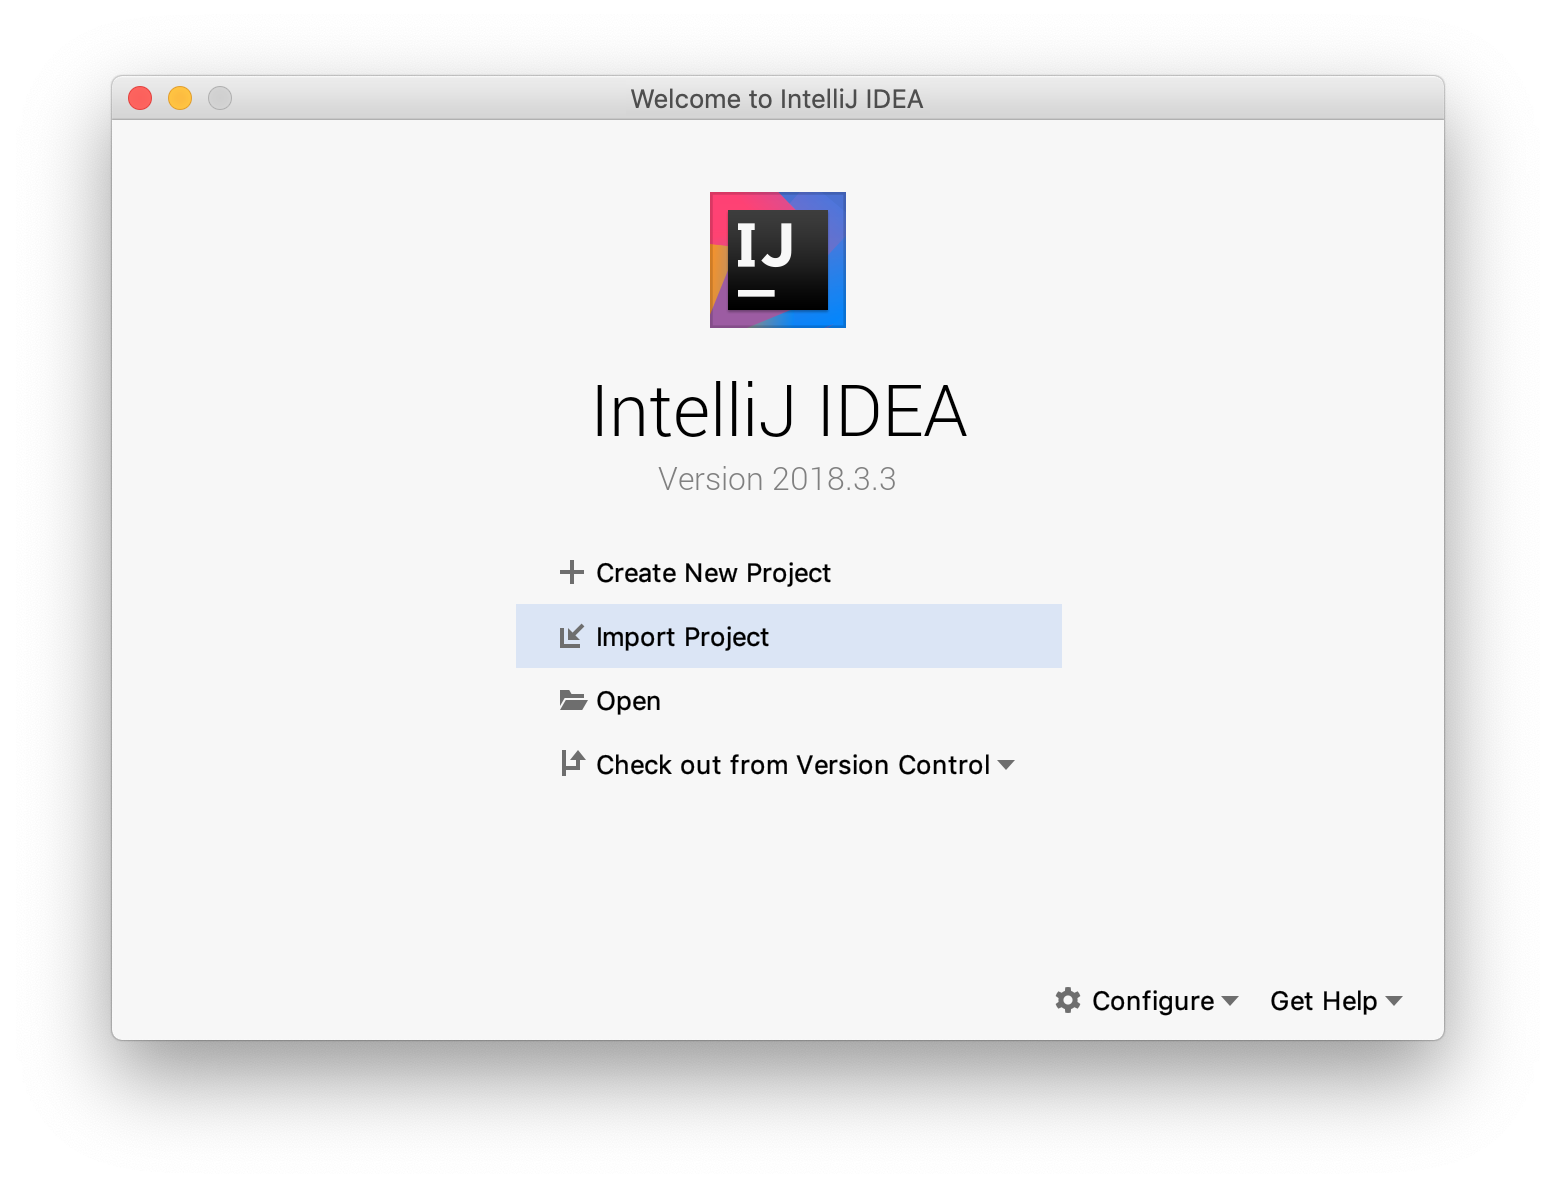 Welcome to IntelliJ IDEA
IJ
IntelliJ IDEA
Version 2018.3.3
Create New Project
Import Project
Open
Check out from Version Control
Configure
Get Help